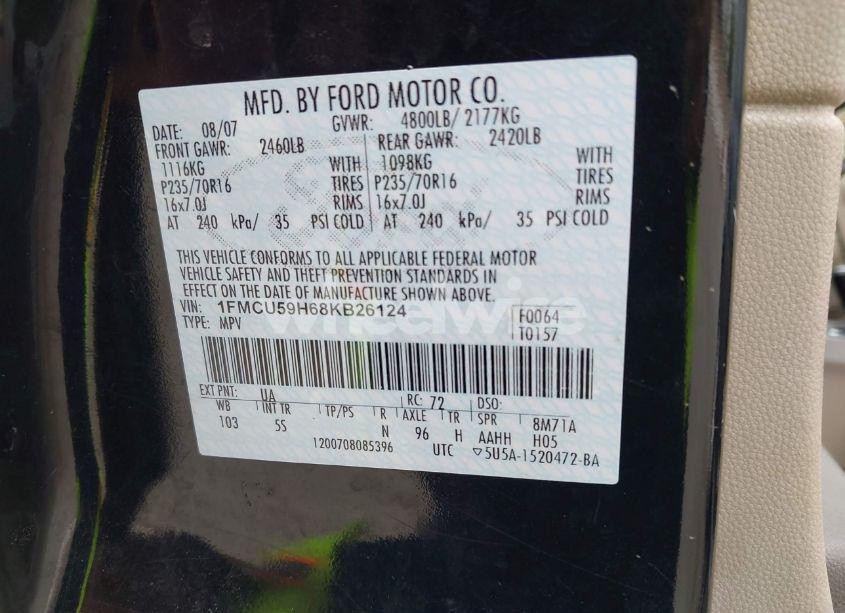 MFD. BY FORD MOTOR CO.
DATE: 08/07 GVWR: 4800LB/ 2177KG
FRONT GAWR: 2460LB REAR GAWR: 2420LB
1116KG WITH 1098KG WITH
P235/70R16 TIRES P235/70R16 TIRES
16x7.0J RIMS 16x7.0J RIMS
AT 240 kPa/ 35 PSI COLD AT 240 kPa/ 35 PSI COLD
THIS VEHICLE CONFORMS TO ALL APPLICABLE FEDERAL MOTOR
VEHICLE SAFETY AND THEFT PREVENTION STANDARDS IN
EFFECT ON THE DATE OF MANUFACTURE SHOWN ABOVE.
VIN: 1FMCU59H68KB26124 F0064
TYPE: MPV T0157
wheelwire
EXT PNT: UA RC: 72 DSO:
WB INT TR TP/PS R AXLE TR SPR 8M71A
103 5S N 96 H AAHH H05
1200708085396 UTC ▽5U5A-1520472-BA